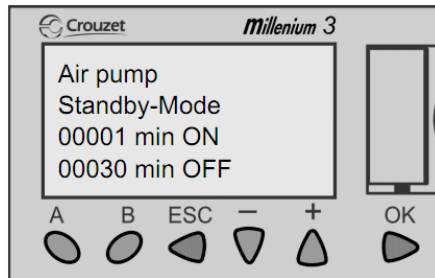 Crouzet millenium 3
Air pump
Standby-Mode
00001 min ON
00030 min OFF
A B ESC − + OK